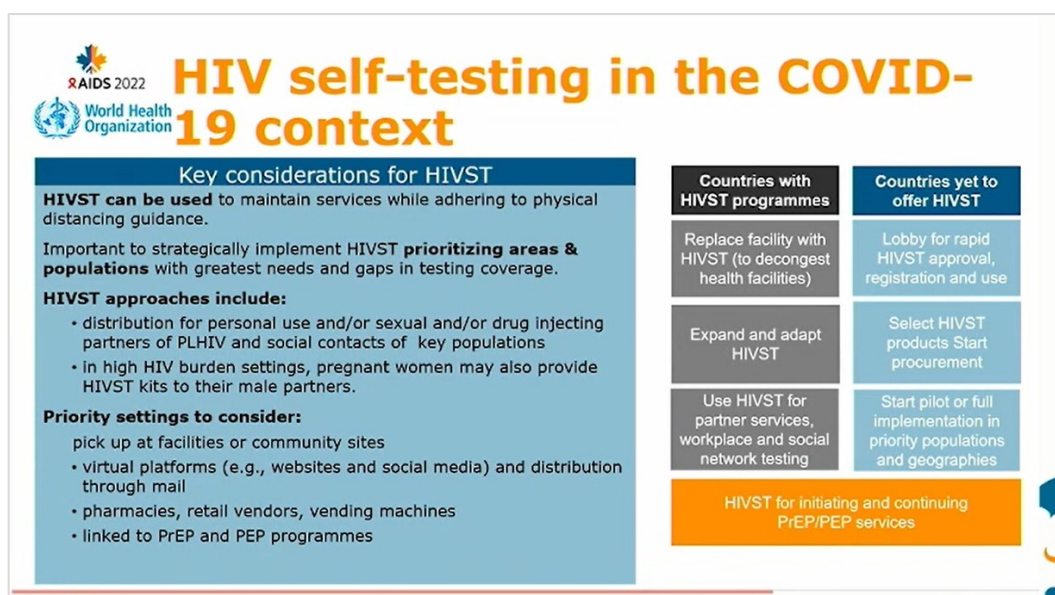 AIDS 2022
World Health
Organization
HIV self-testing in the COVID-
19 context
Key considerations for HIVST
HIVST can be used to maintain services while adhering to physical
distancing guidance.
Important to strategically implement HIVST prioritizing areas &
populations with greatest needs and gaps in testing coverage.
HIVST approaches include:
• distribution for personal use and/or sexual and/or drug injecting
partners of PLHIV and social contacts of key populations
• in high HIV burden settings, pregnant women may also provide
HIVST kits to their male partners.
Priority settings to consider:
pick up at facilities or community sites
• virtual platforms (e.g., websites and social media) and distribution
through mail
• pharmacies, retail vendors, vending machines
• linked to PrEP and PEP programmes
Countries with
HIVST programmes
Replace facility with
HIVST (to decongest
health facilities)
Expand and adapt
HIVST
Use HIVST for
partner services,
workplace and social
network testing
Countries yet to
offer HIVST
Lobby for rapid
HIVST approval,
registration and use
Select HIVST
products Start
procurement
Start pilot or full
implementation in
priority populations
and geographies
HIVST for initiating and continuing
PrEP/PEP services